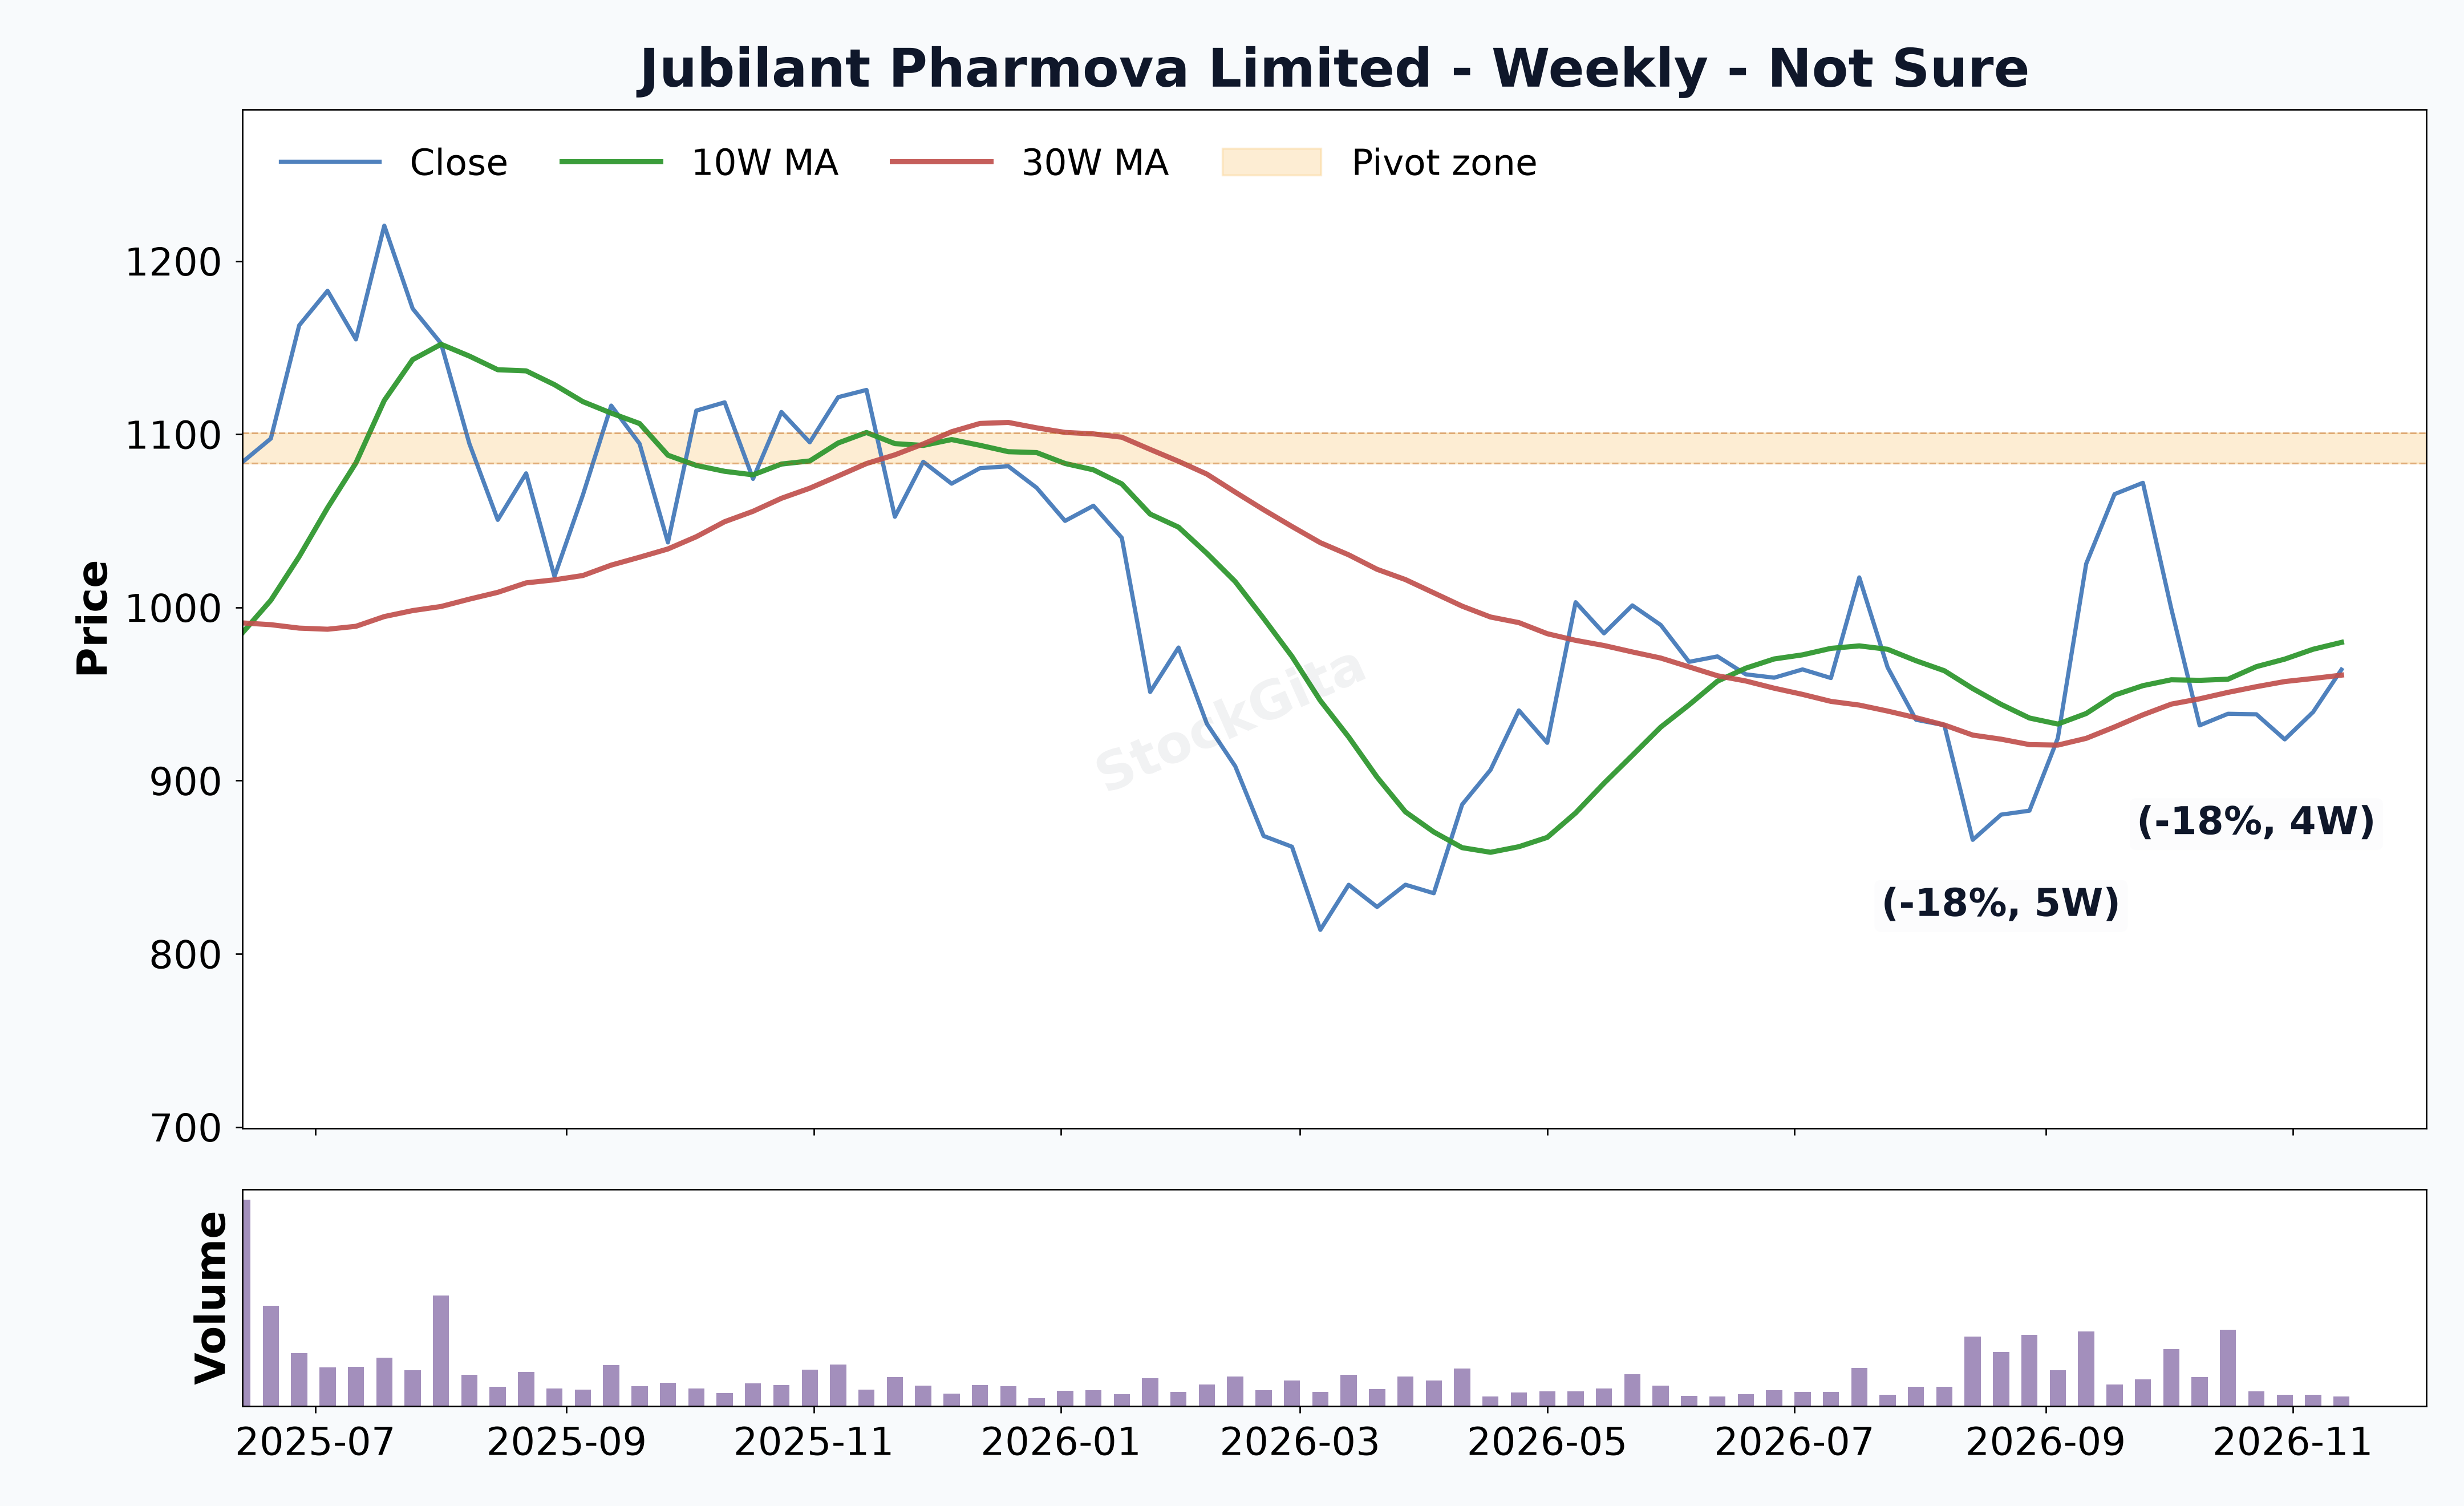 Jubilant Pharmova Limited - Weekly - Not Sure
Close 10W MA 30W MA Pivot zone
1200
1100
1000
900
800
700
Price
StockGita
(-18%, 4W)
(-18%, 5W)
Volume
2025-07 2025-09 2025-11 2026-01 2026-03 2026-05 2026-07 2026-09 2026-11